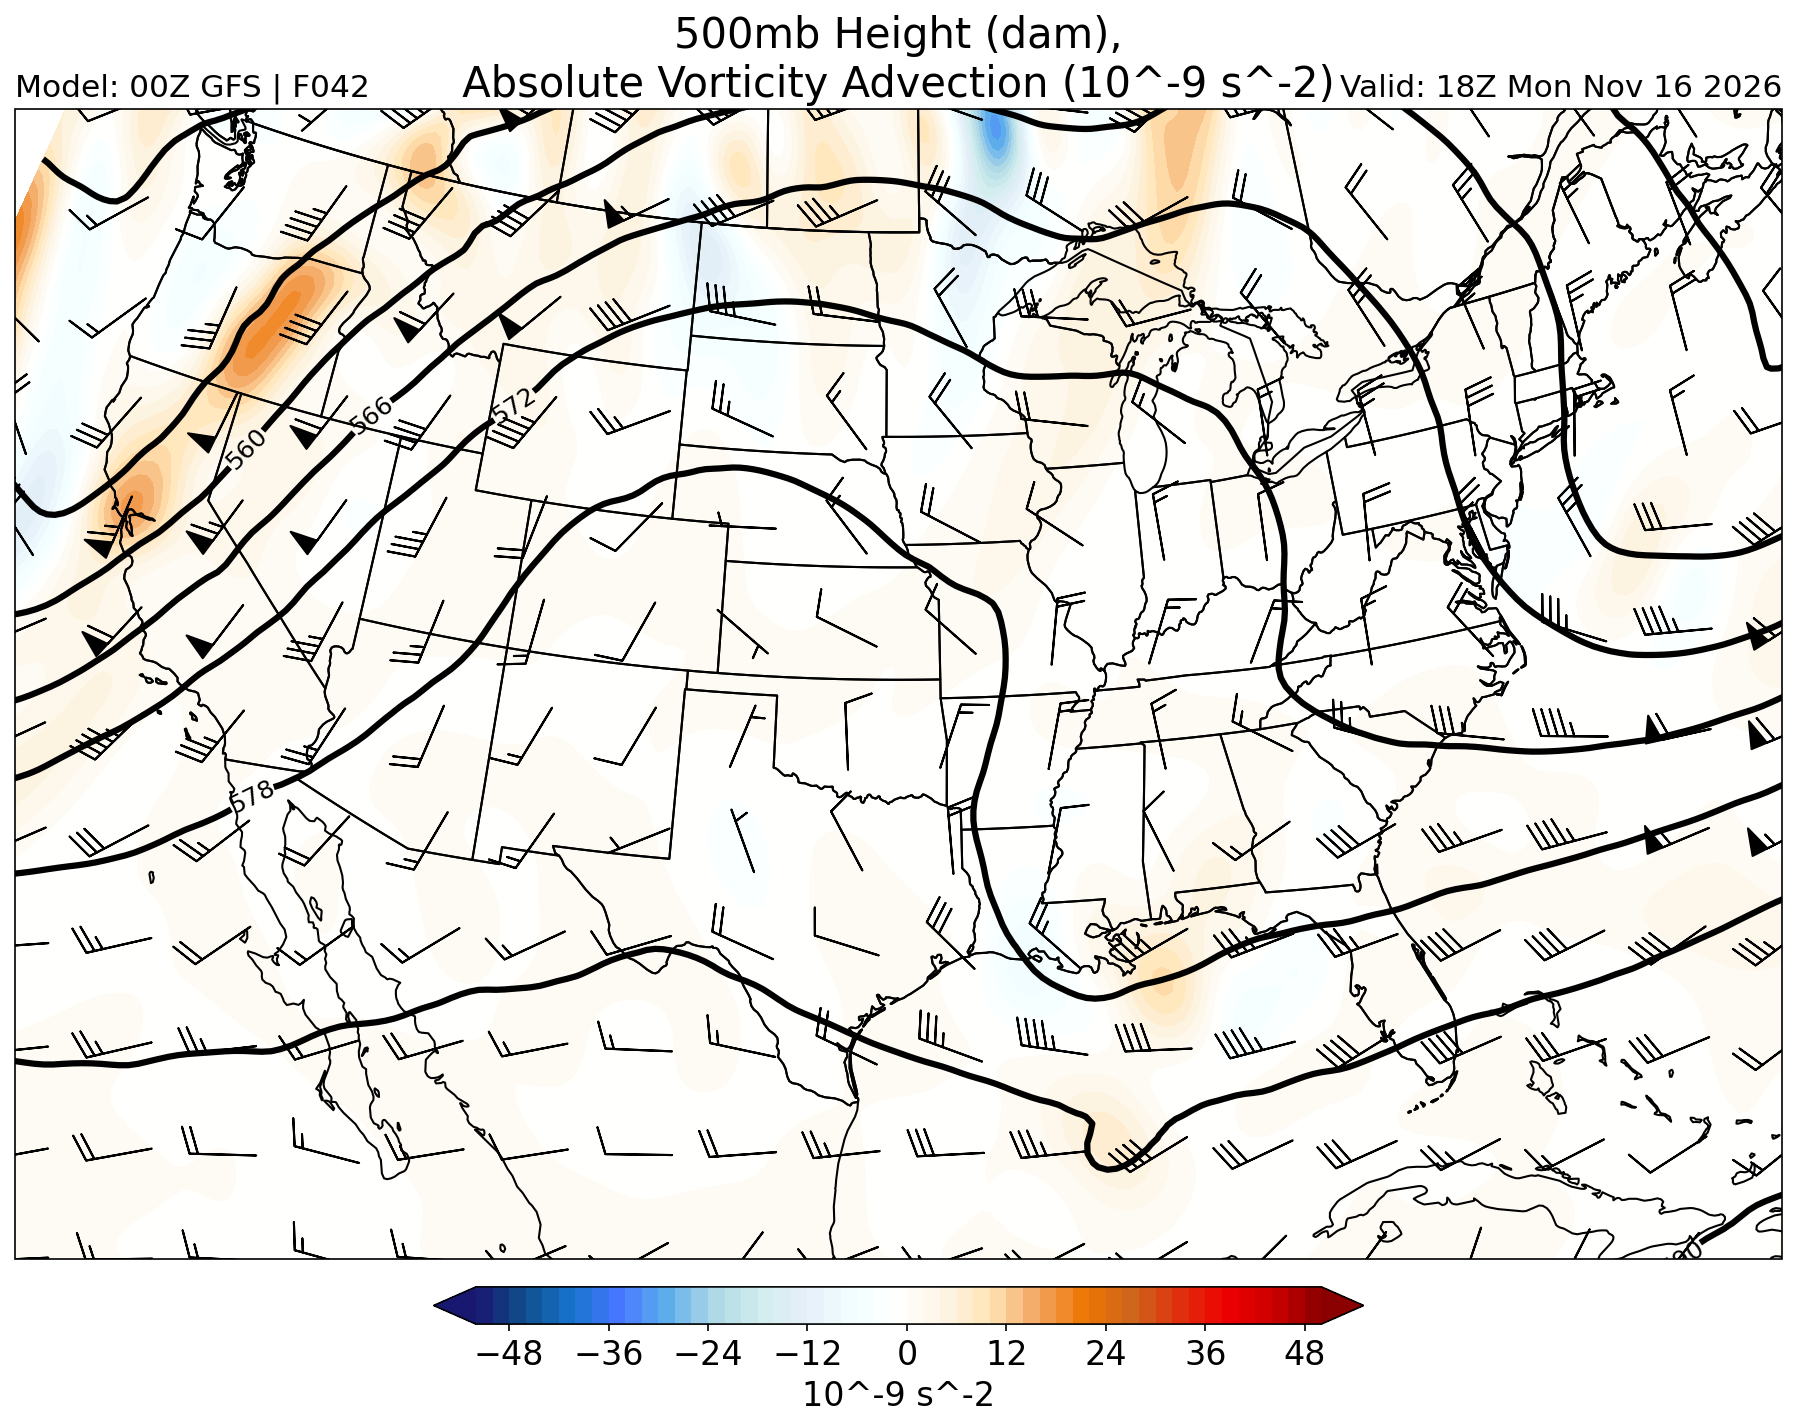 500mb Height (dam),
Model: 00Z GFS | F042
Absolute Vorticity Advection (10^-9 s^-2)
Valid: 18Z Mon Nov 16 2026
572
566
560
578
−48 −36 −24 −12 0 12 24 36 48
10^-9 s^-2